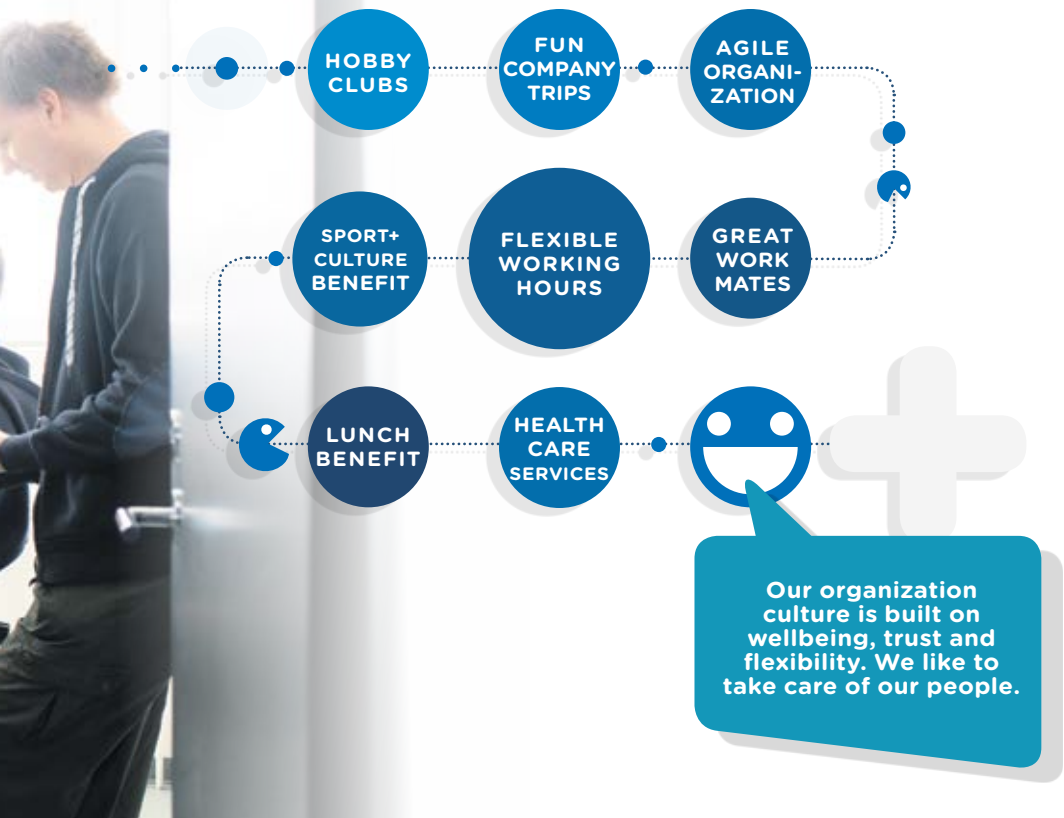 HOBBY
CLUBS
FUN
COMPANY
TRIPS
AGILE
ORGANI-
ZATION
SPORT+
CULTURE
BENEFIT
FLEXIBLE
WORKING
HOURS
GREAT
WORK
MATES
LUNCH
BENEFIT
HEALTH
CARE
SERVICES
Our organization
culture is built on
wellbeing, trust and
flexibility. We like to
take care of our people.